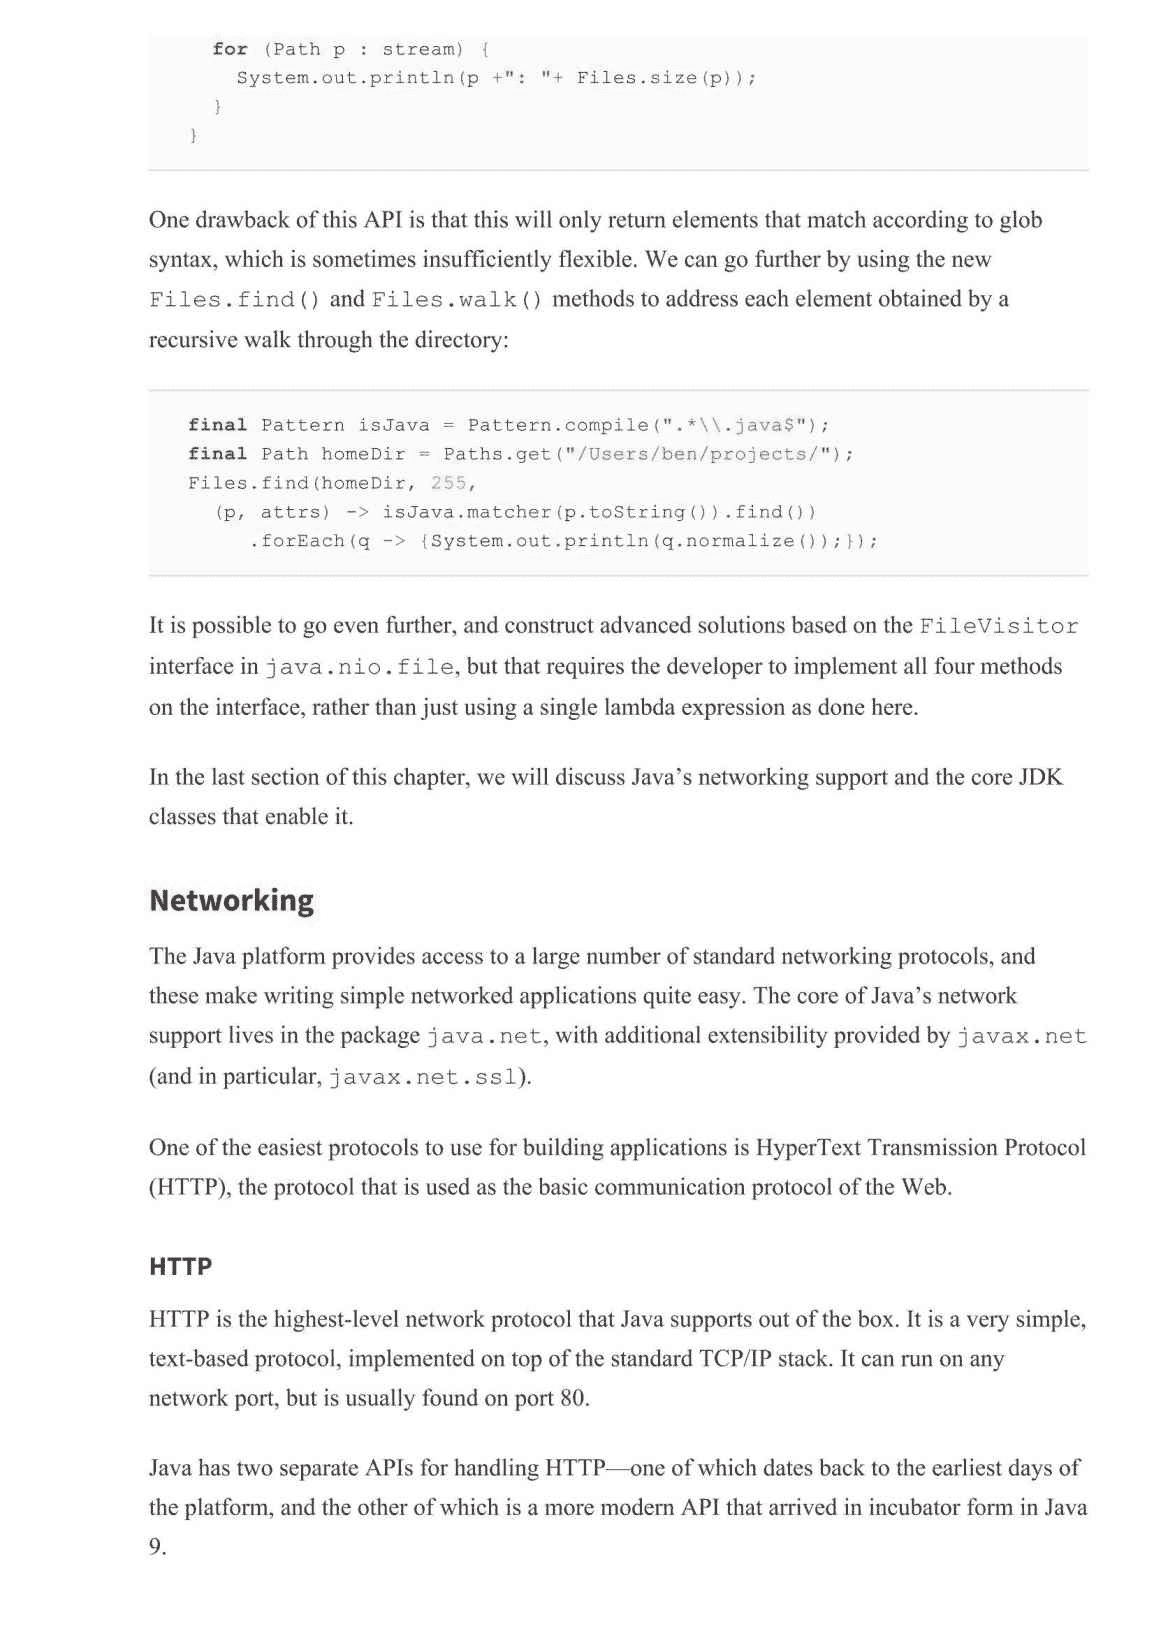 for (Path p : stream) {
System.out.println(p +": "+ Files.size(p));
}
}
One drawback of this API is that this will only return elements that match according to glob
syntax, which is sometimes insufficiently flexible. We can go further by using the new
Files.find() and Files.walk() methods to address each element obtained by a
recursive walk through the directory:
final Pattern isJava = Pattern.compile(".*\\.java$");
final Path homeDir = Paths.get("/Users/ben/projects/");
Files.find(homeDir, 255,
(p, attrs) -> isJava.matcher(p.toString()).find())
.forEach(q -> {System.out.println(q.normalize());});
It is possible to go even further, and construct advanced solutions based on the FileVisitor
interface in java.nio.file, but that requires the developer to implement all four methods
on the interface, rather than just using a single lambda expression as done here.
In the last section of this chapter, we will discuss Java’s networking support and the core JDK
classes that enable it.
Networking
The Java platform provides access to a large number of standard networking protocols, and
these make writing simple networked applications quite easy. The core of Java’s network
support lives in the package java.net, with additional extensibility provided by javax.net
(and in particular, javax.net.ssl).
One of the easiest protocols to use for building applications is HyperText Transmission Protocol
(HTTP), the protocol that is used as the basic communication protocol of the Web.
HTTP
HTTP is the highest-level network protocol that Java supports out of the box. It is a very simple,
text-based protocol, implemented on top of the standard TCP/IP stack. It can run on any
network port, but is usually found on port 80.
Java has two separate APIs for handling HTTP—one of which dates back to the earliest days of
the platform, and the other of which is a more modern API that arrived in incubator form in Java
9.